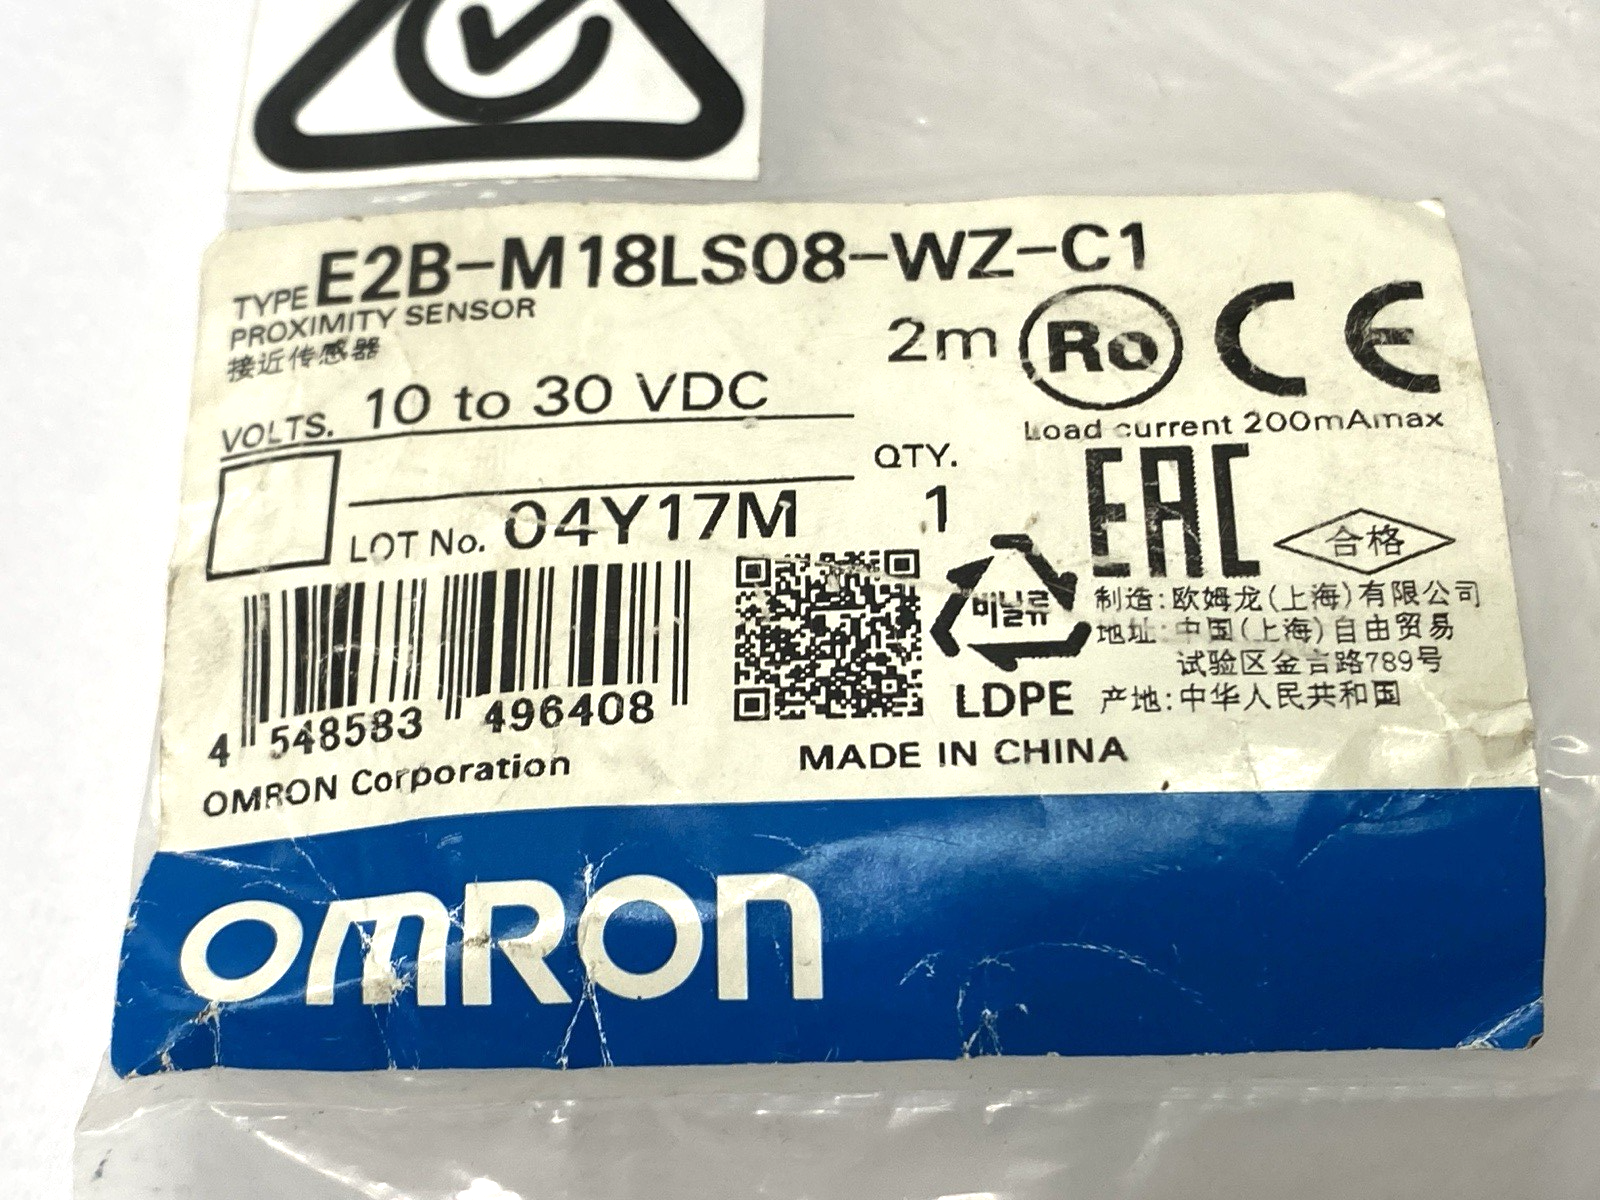 TYPE E2B-M18LS08-WZ-C1
PROXIMITY SENSOR
接近传感器
2m Ro CE
VOLTS. 10 to 30 VDC
Load current 200mAmax
QTY.
1
LOT No. 04Y17M
EAC
合格
비닐류
LDPE
制造:欧姆龙(上海)有限公司
地址:中国(上海)自由贸易
试验区金吉路789号
产地:中华人民共和国
4 548583 496408
OMRON Corporation
MADE IN CHINA
OMRON